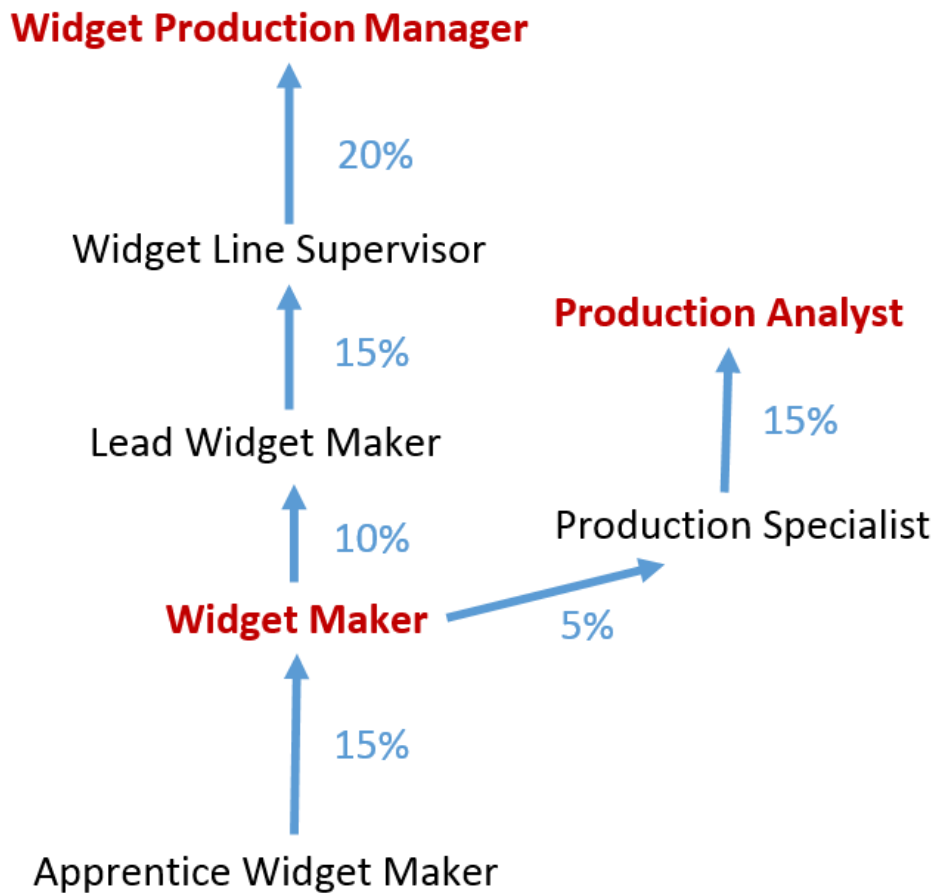 Widget Production Manager
20%
Widget Line Supervisor
Production Analyst
15%
15%
Lead Widget Maker
Production Specialist
10%
Widget Maker
5%
15%
Apprentice Widget Maker